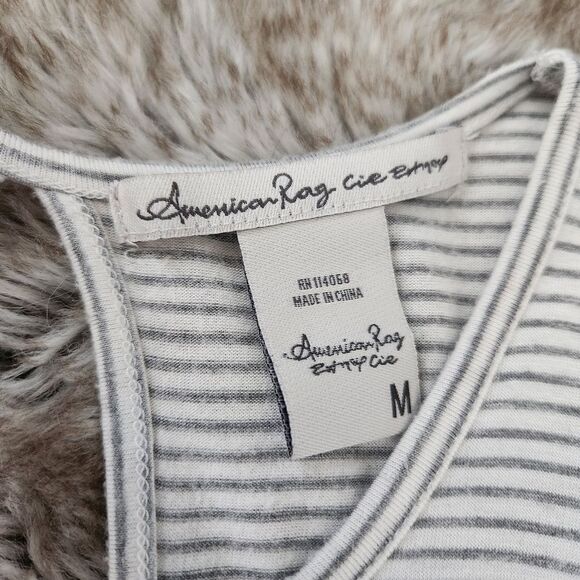 American Rag Cie
RN 114068
MADE IN CHINA
American Rag
Cie
M